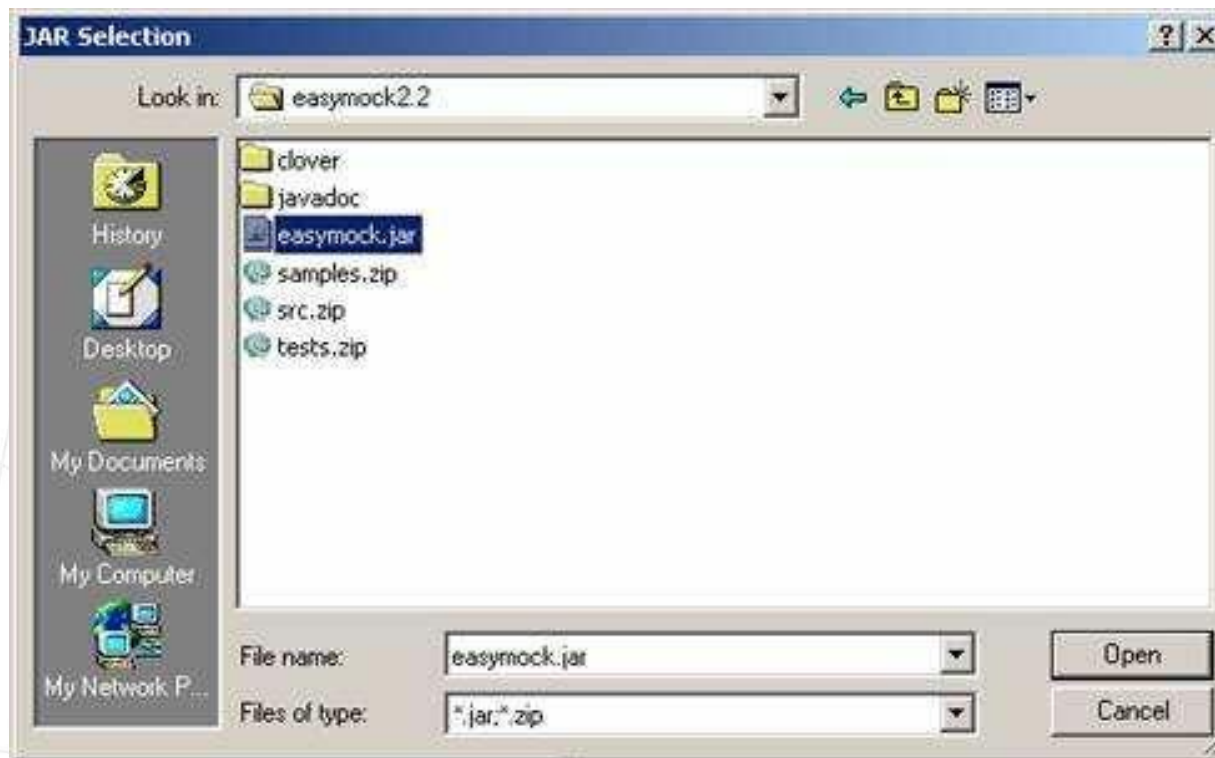 JAR Selection
Look in: easymock2.2
clover
javadoc
easymock.jar
samples.zip
src.zip
tests.zip
History
Desktop
My Documents
My Computer
My Network P...
File name: easymock.jar
Open
Files of type: *.jar;*.zip
Cancel